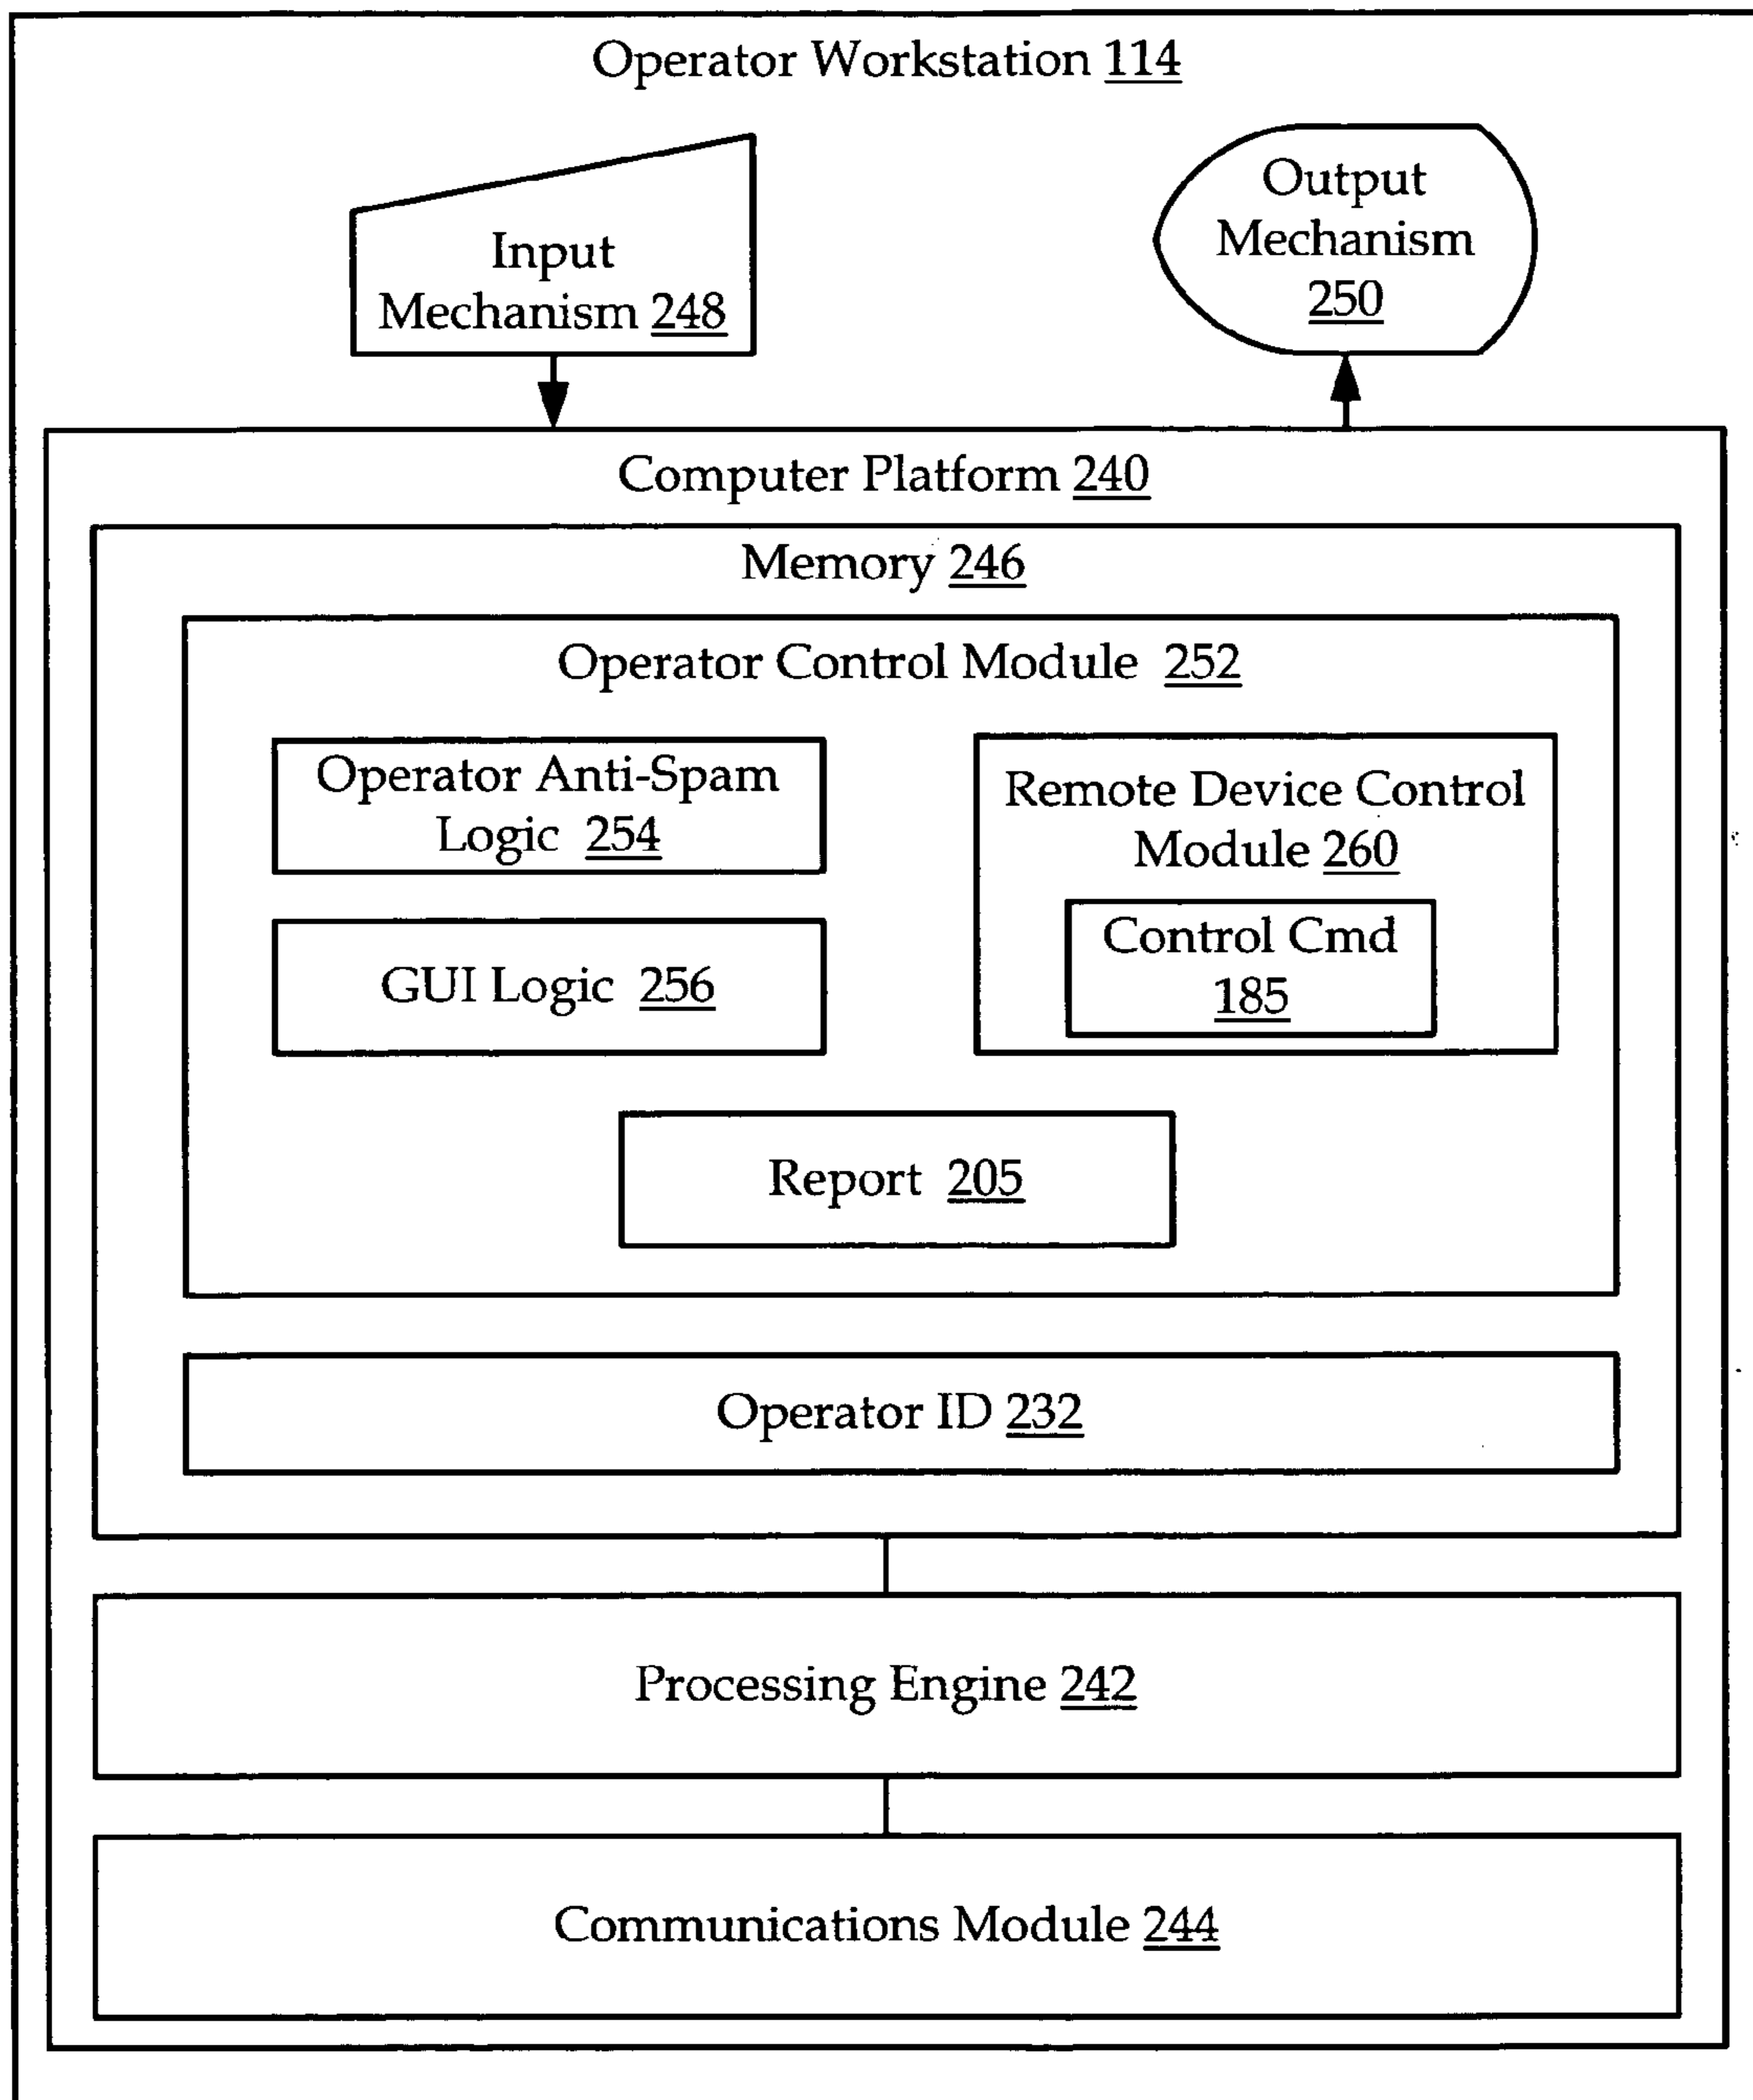 Operator Workstation 114
Input
Mechanism 248
Output
Mechanism
250
Computer Platform 240
Memory 246
Operator Control Module 252
Operator Anti-Spam
Logic 254
Remote Device Control
Module 260
GUI Logic 256
Control Cmd
185
Report 205
Operator ID 232
Processing Engine 242
Communications Module 244